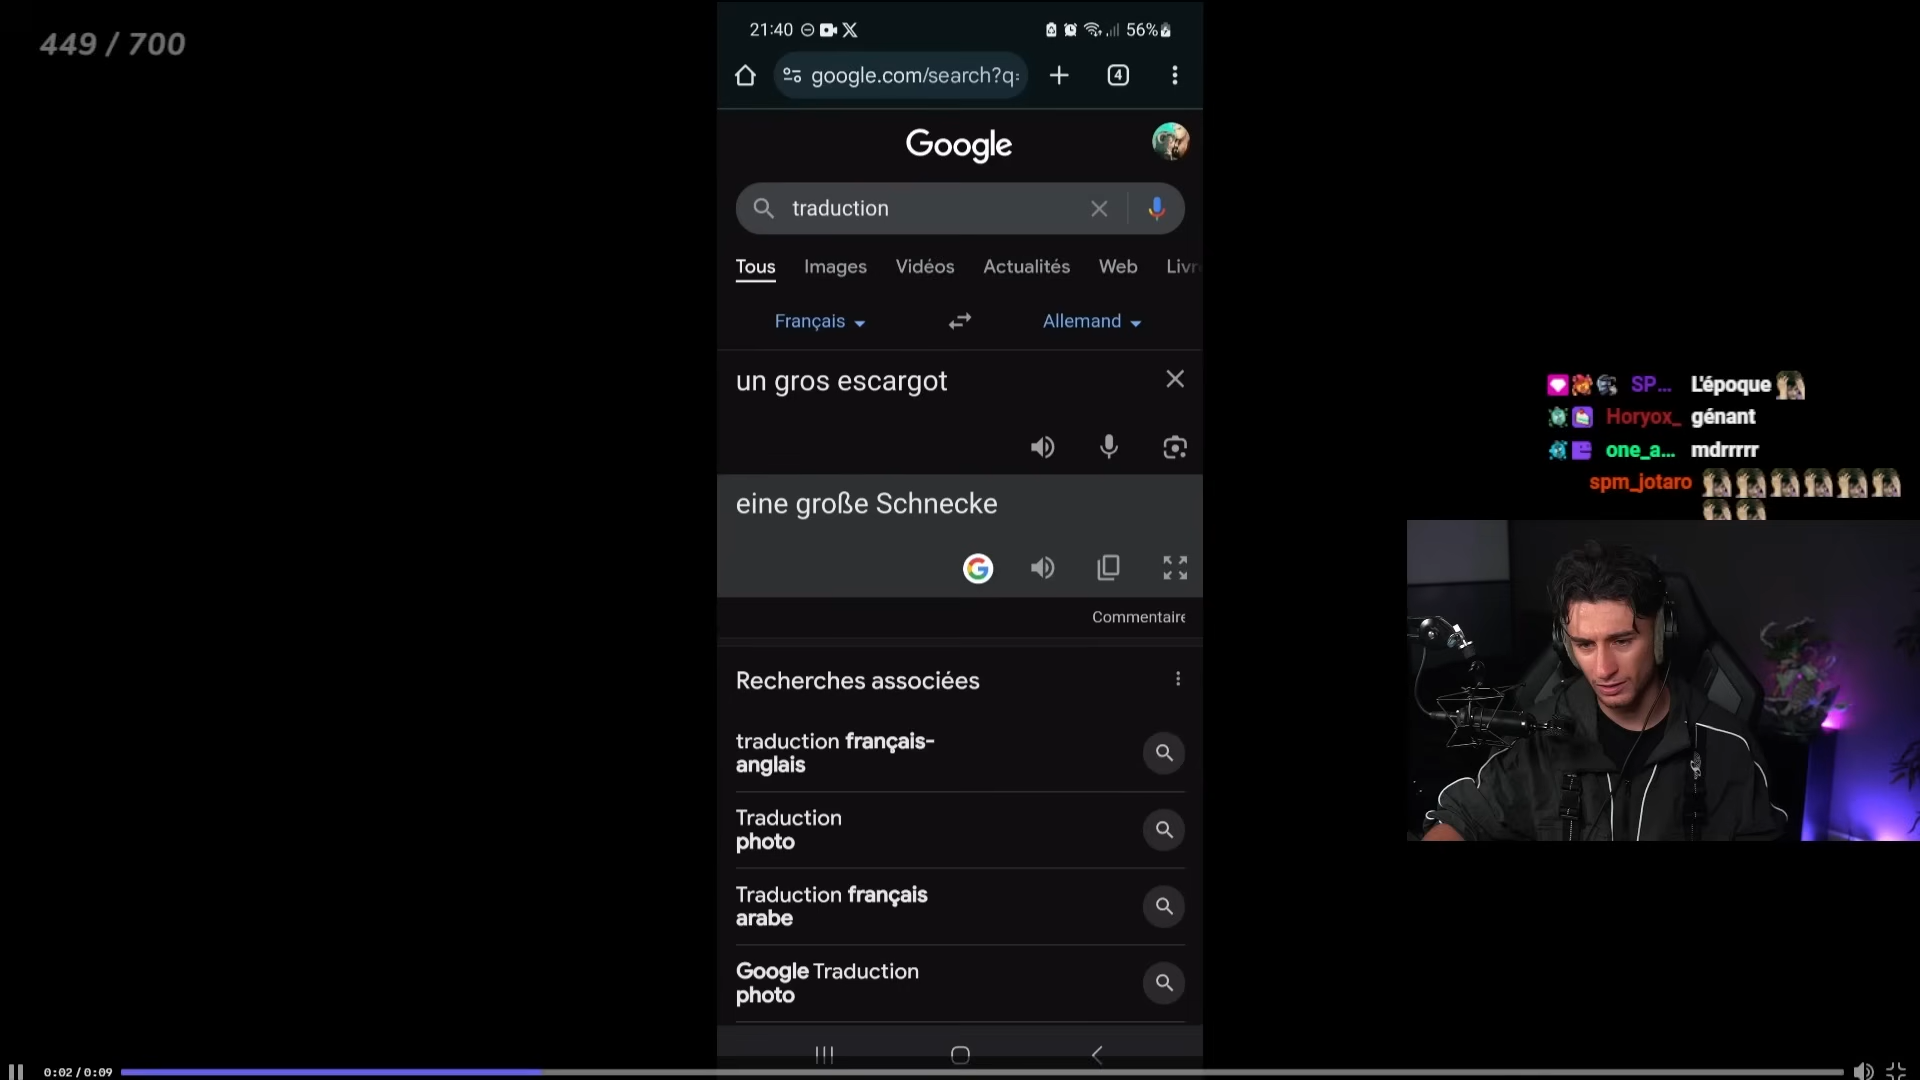 449 / 700
21:40
56%
google.com/search?q=
4
Google
traduction
Tous Images Vidéos Actualités Web Livr
Français Allemand
un gros escargot
eine große Schnecke
G
Commentaire
Recherches associées
traduction français-
anglais
Traduction
photo
Traduction français
arabe
Google Traduction
photo
SP... L'époque
Horyox_ génant
one_a... mdrrrrr
spm_jotaro
0:02 / 0:09